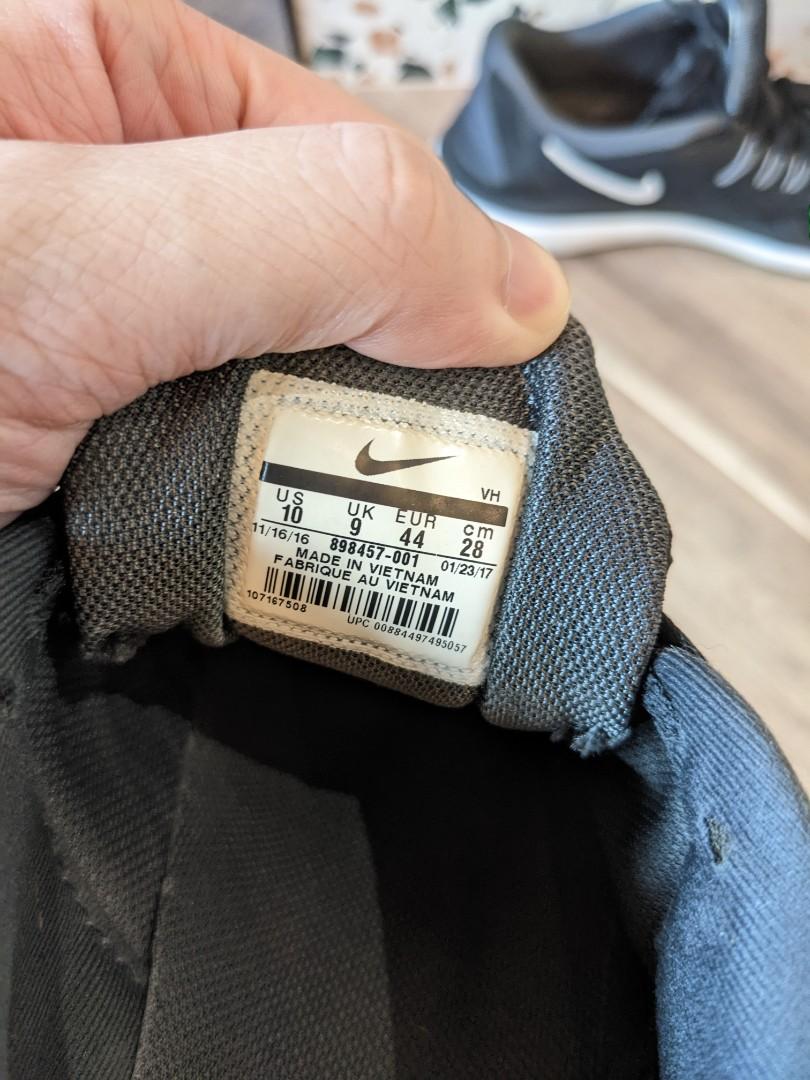 VH
US UK EUR cm
10 9 44 28
11/16/16 898457-001 01/23/17
MADE IN VIETNAM
FABRIQUE AU VIETNAM
107167508
UPC 00884497495057